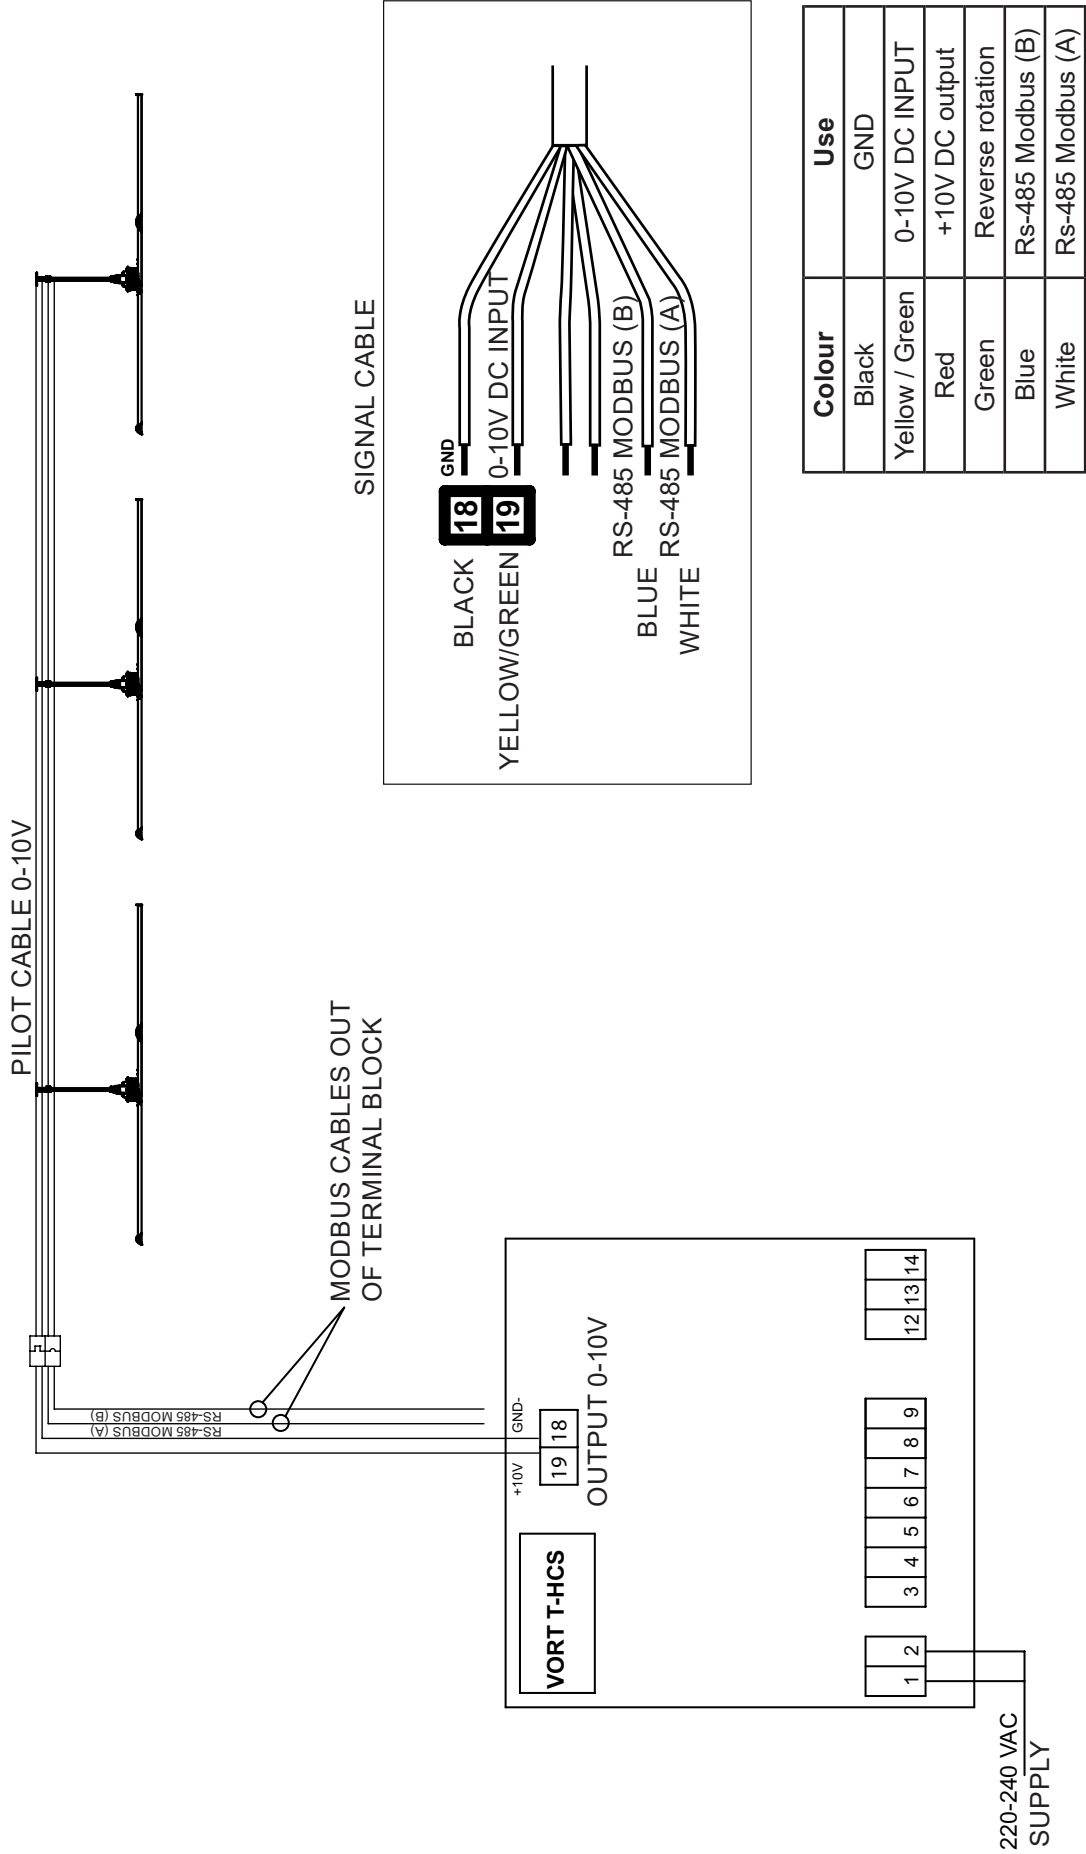 PILOT CABLE 0-10V
RS-485 MODBUS (B)
RS-485 MODBUS (A)
MODBUS CABLES OUT
OF TERMINAL BLOCK
+10V
GND-
19
18
OUTPUT 0-10V
VORT T-HCS
1
2
3
4
5
6
7
8
9
12
13
14
220-240 VAC
SUPPLY
SIGNAL CABLE
BLACK
18
GND
YELLOW/GREEN
19
0-10V DC INPUT
BLUE
RS-485 MODBUS (B)
WHITE
RS-485 MODBUS (A)
Colour Use
Black GND
Yellow / Green 0-10V DC INPUT
Red +10V DC output
Green Reverse rotation
Blue Rs-485 Modbus (B)
White Rs-485 Modbus (A)